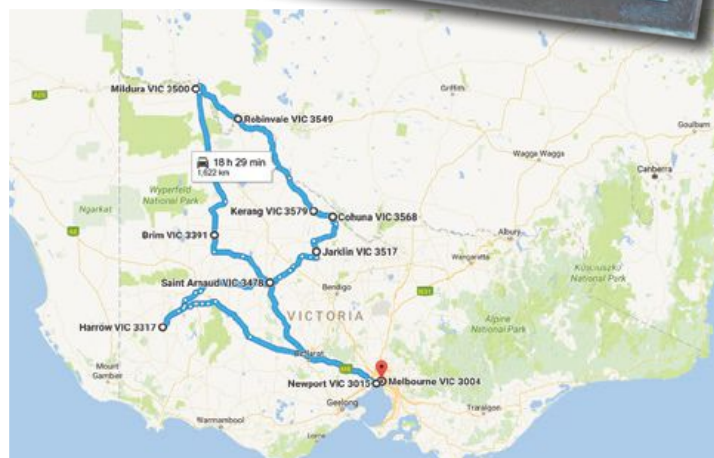 Mildura VIC 3500
Robinvale VIC 3549
Griffith
Goulburn
Wagga Wagga
Canberra
18 h 29 min
1,622 km
Wyperfeld
National Park
Ngarkat
Kerang VIC 3579
Cohuna VIC 3568
Brim VIC 3391
Jarklin VIC 3517
Albury
Wangaratta
Kosciuszko
National Park
Saint Arnaud VIC 3478
Bendigo
VICTORIA
Harrow VIC 3317
Alpine
National Park
Ballarat
Mount
Gambier
Newport VIC 3015
Melbourne VIC 3004
Geelong
Traralgon
Warrnambool
Lorne